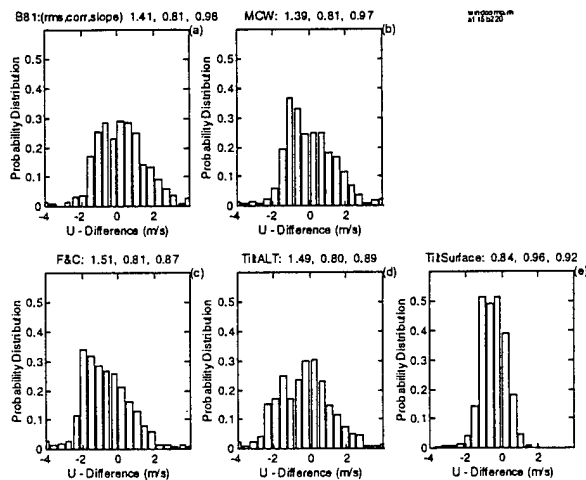 B81:(rms,corr,slope) 1.41, 0.81, 0.98
(a)
Probability Distribution
0.5
0.4
0.3
0.2
0.1
0
-4 -2 0 2
U - Difference (m/s)
MCW: 1.39, 0.81, 0.97
(b)
Probability Distribution
0.5
0.4
0.3
0.2
0.1
0
-4 -2 0 2
U - Difference (m/s)
F&C: 1.51, 0.81, 0.87
(c)
Probability Distribution
0.5
0.4
0.3
0.2
0.1
0
-4 -2 0 2
U - Difference (m/s)
TiltALT: 1.49, 0.80, 0.89
(d)
Probability Distribution
0.5
0.4
0.3
0.2
0.1
0
-4 -2 0 2
U - Difference (m/s)
TiltSurface: 0.84, 0.96, 0.92
(e)
Probability Distribution
0.5
0.4
0.3
0.2
0.1
0
-4 -2 0 2
U - Difference (m/s)